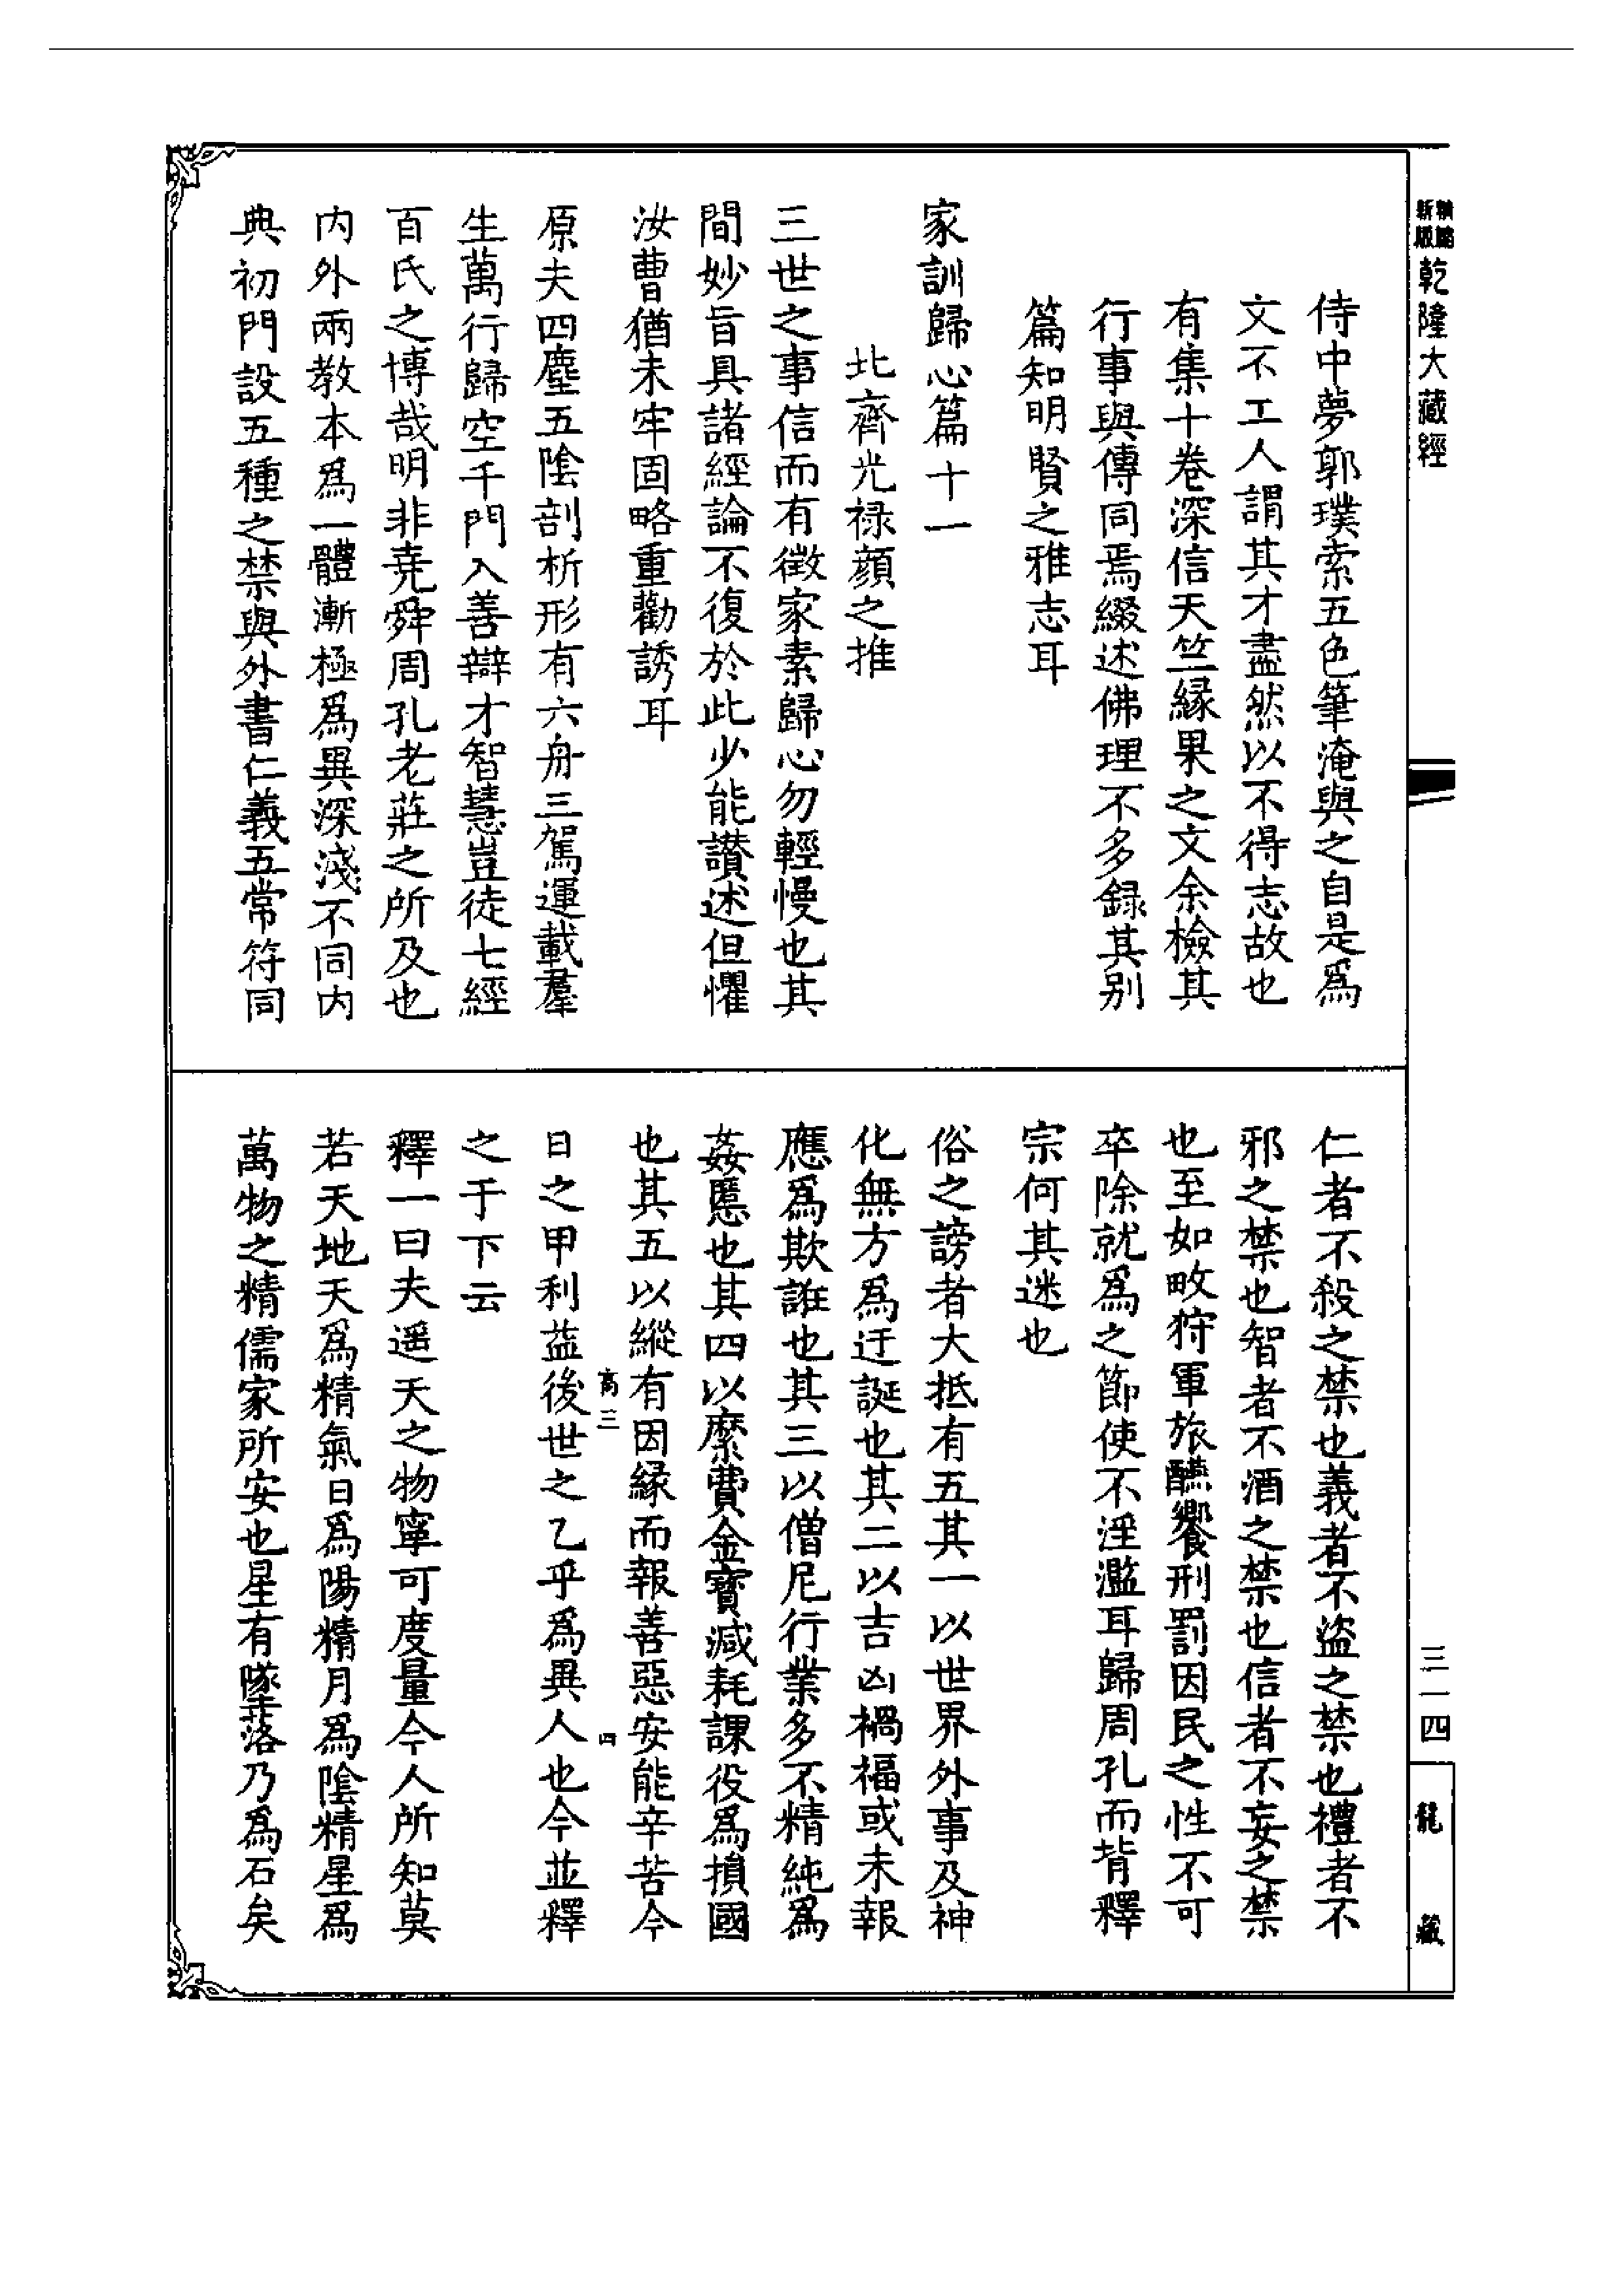 新版
精縮
乾隆大藏經
三一四
龍藏
侍中夢郭璞索五色筆淹與之自是爲
文不工人謂其才盡然以不得志故也
有集十卷深信天竺縁果之文余檢其
行事與傳同焉綴述佛理不多録其别
篇知明賢之雅志耳
家訓歸心篇十一
北齊光禄顔之推
三世之事信而有徴家素歸心勿輕慢也其
間妙旨具諸經論不復於此少能讃述但懼
汝曹猶未牢固略重勸誘耳
原夫四塵五陰剖析形有六舟三駕運載羣
生萬行歸空千門入善辯才智慧豈徒七經
百氏之博哉明非堯舜周孔老莊之所及也
内外兩教本爲一體漸極爲異深淺不同内
典初門設五種之禁與外書仁義五常符同
仁者不殺之禁也義者不盜之禁也禮者不
邪之禁也智者不酒之禁也信者不妄之禁
也至如畋狩軍旅醼饗刑罰因民之性不可
卒除就爲之節使不淫濫耳歸周孔而背釋
宗何其迷也
俗之謗者大抵有五其一以世界外事及神
化無方爲迂誕也其二以吉凶禍福或未報
應爲欺誑也其三以僧尼行業多不精純爲
姦慝也其四以縻費金寳減耗課役爲損國
也其五以縱有因縁而報善惡安能辛苦今
高三
四
日之甲利益後世之乙乎爲異人也今並釋
之于下云
釋一曰夫遥天之物寧可度量今人所知莫
若天地天爲精氣日爲陽精月爲陰精星爲
萬物之精儒家所安也星有墜落乃爲石矣